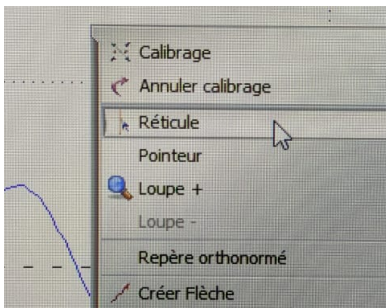 Calibrage
Annuler calibrage
Réticule
Pointeur
Loupe +
Loupe -
Repère orthonormé
Créer Flèche